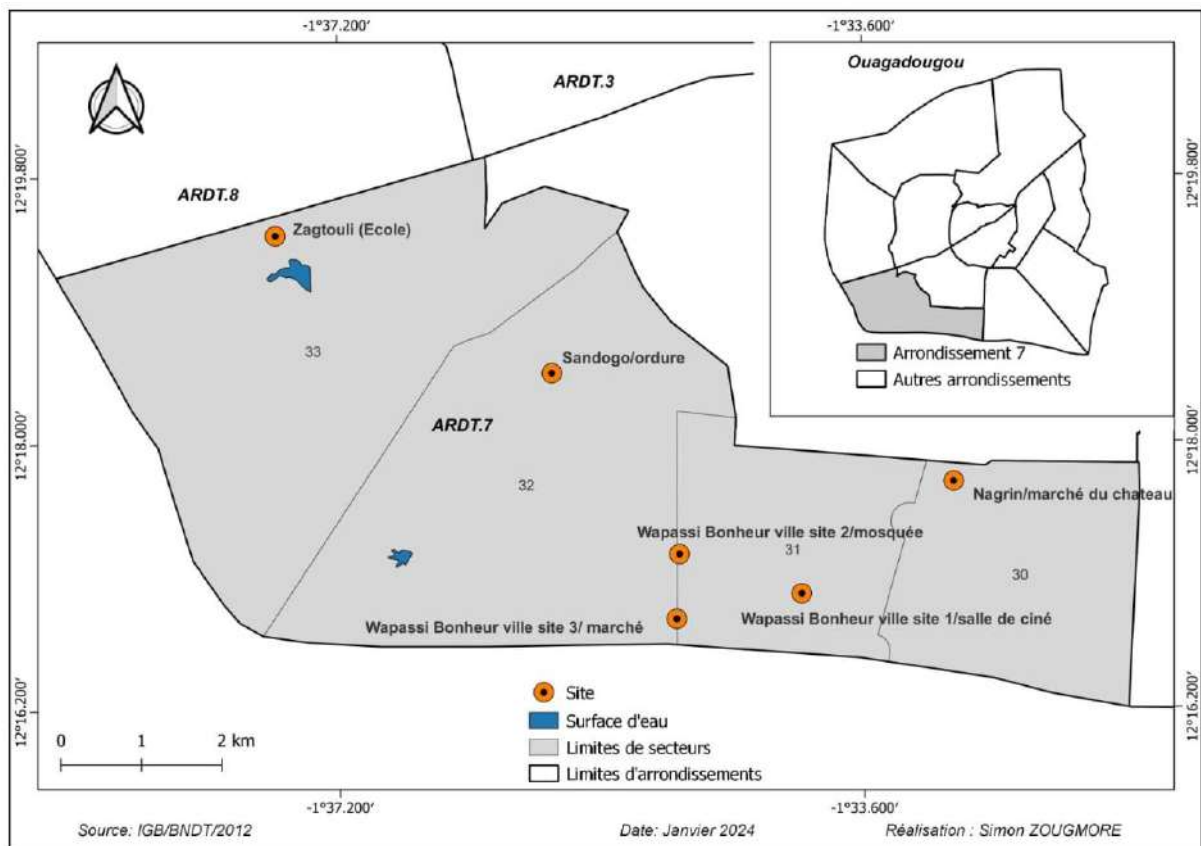 -1°37.200′
-1°33.600′
Ouagadougou
ARDT.3
12°19.800′
12°19.800′
ARDT.8
Zagtouli (Ecole)
33
Sandogo/ordure
Arrondissement 7
Autres arrondissements
ARDT.7
12°18.000′
12°18.000′
32
Nagrin/marché du chateau
Wapassi Bonheur ville site 2/mosquée
31
30
Wapassi Bonheur ville site 3/ marché
Wapassi Bonheur ville site 1/salle de ciné
Site
Surface d'eau
Limites de secteurs
Limites d'arrondissements
12°16.200′
12°16.200′
0 1 2 km
-1°37.200′
-1°33.600′
Source: IGB/BNDT/2012
Date: Janvier 2024
Réalisation : Simon ZOUGMORE